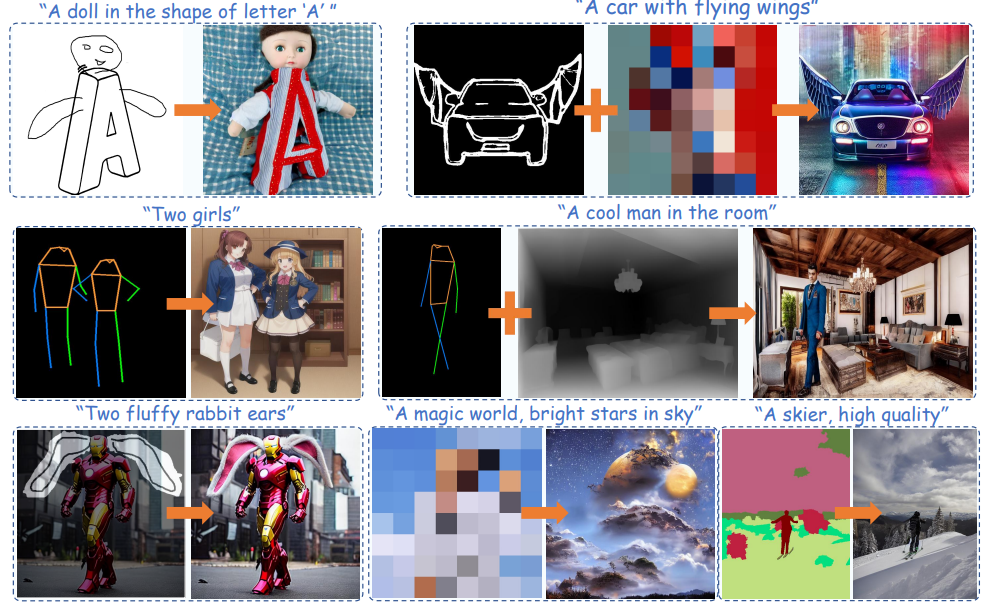 "A doll in the shape of letter 'A' "
"A car with flying wings"
"Two girls"
"A cool man in the room"
"Two fluffy rabbit ears"
"A magic world, bright stars in sky"
"A skier, high quality"